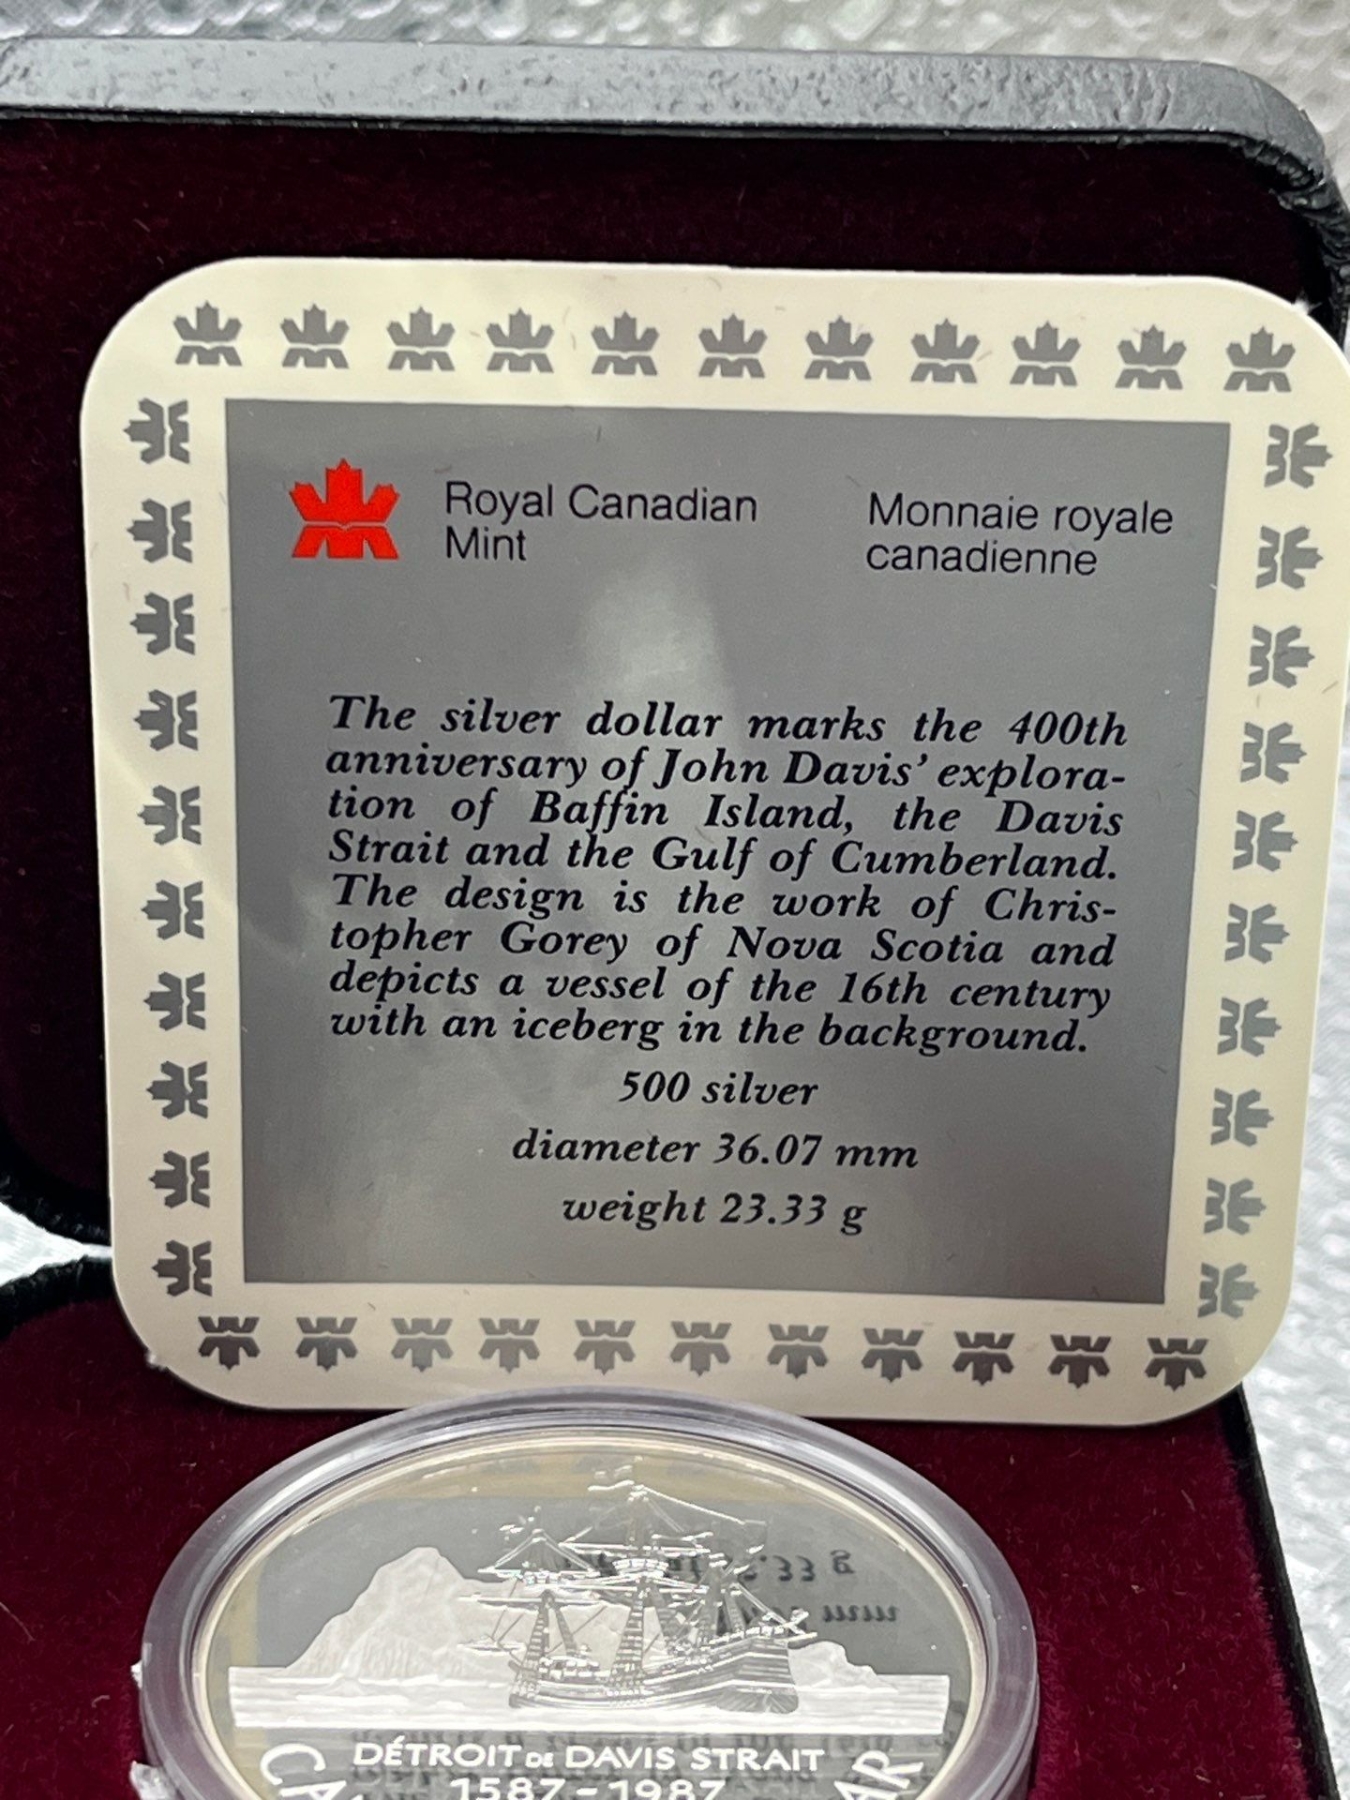 Royal Canadian
Mint
Monnaie royale
canadienne
The silver dollar marks the 400th
anniversary of John Davis' explora-
tion of Baffin Island, the Davis
Strait and the Gulf of Cumberland.
The design is the work of Chris-
topher Gorey of Nova Scotia and
depicts a vessel of the 16th century
with an iceberg in the background.
500 silver
diameter 36.07 mm
weight 23.33 g
DÉTROIT DE DAVIS STRAIT
1587-1987